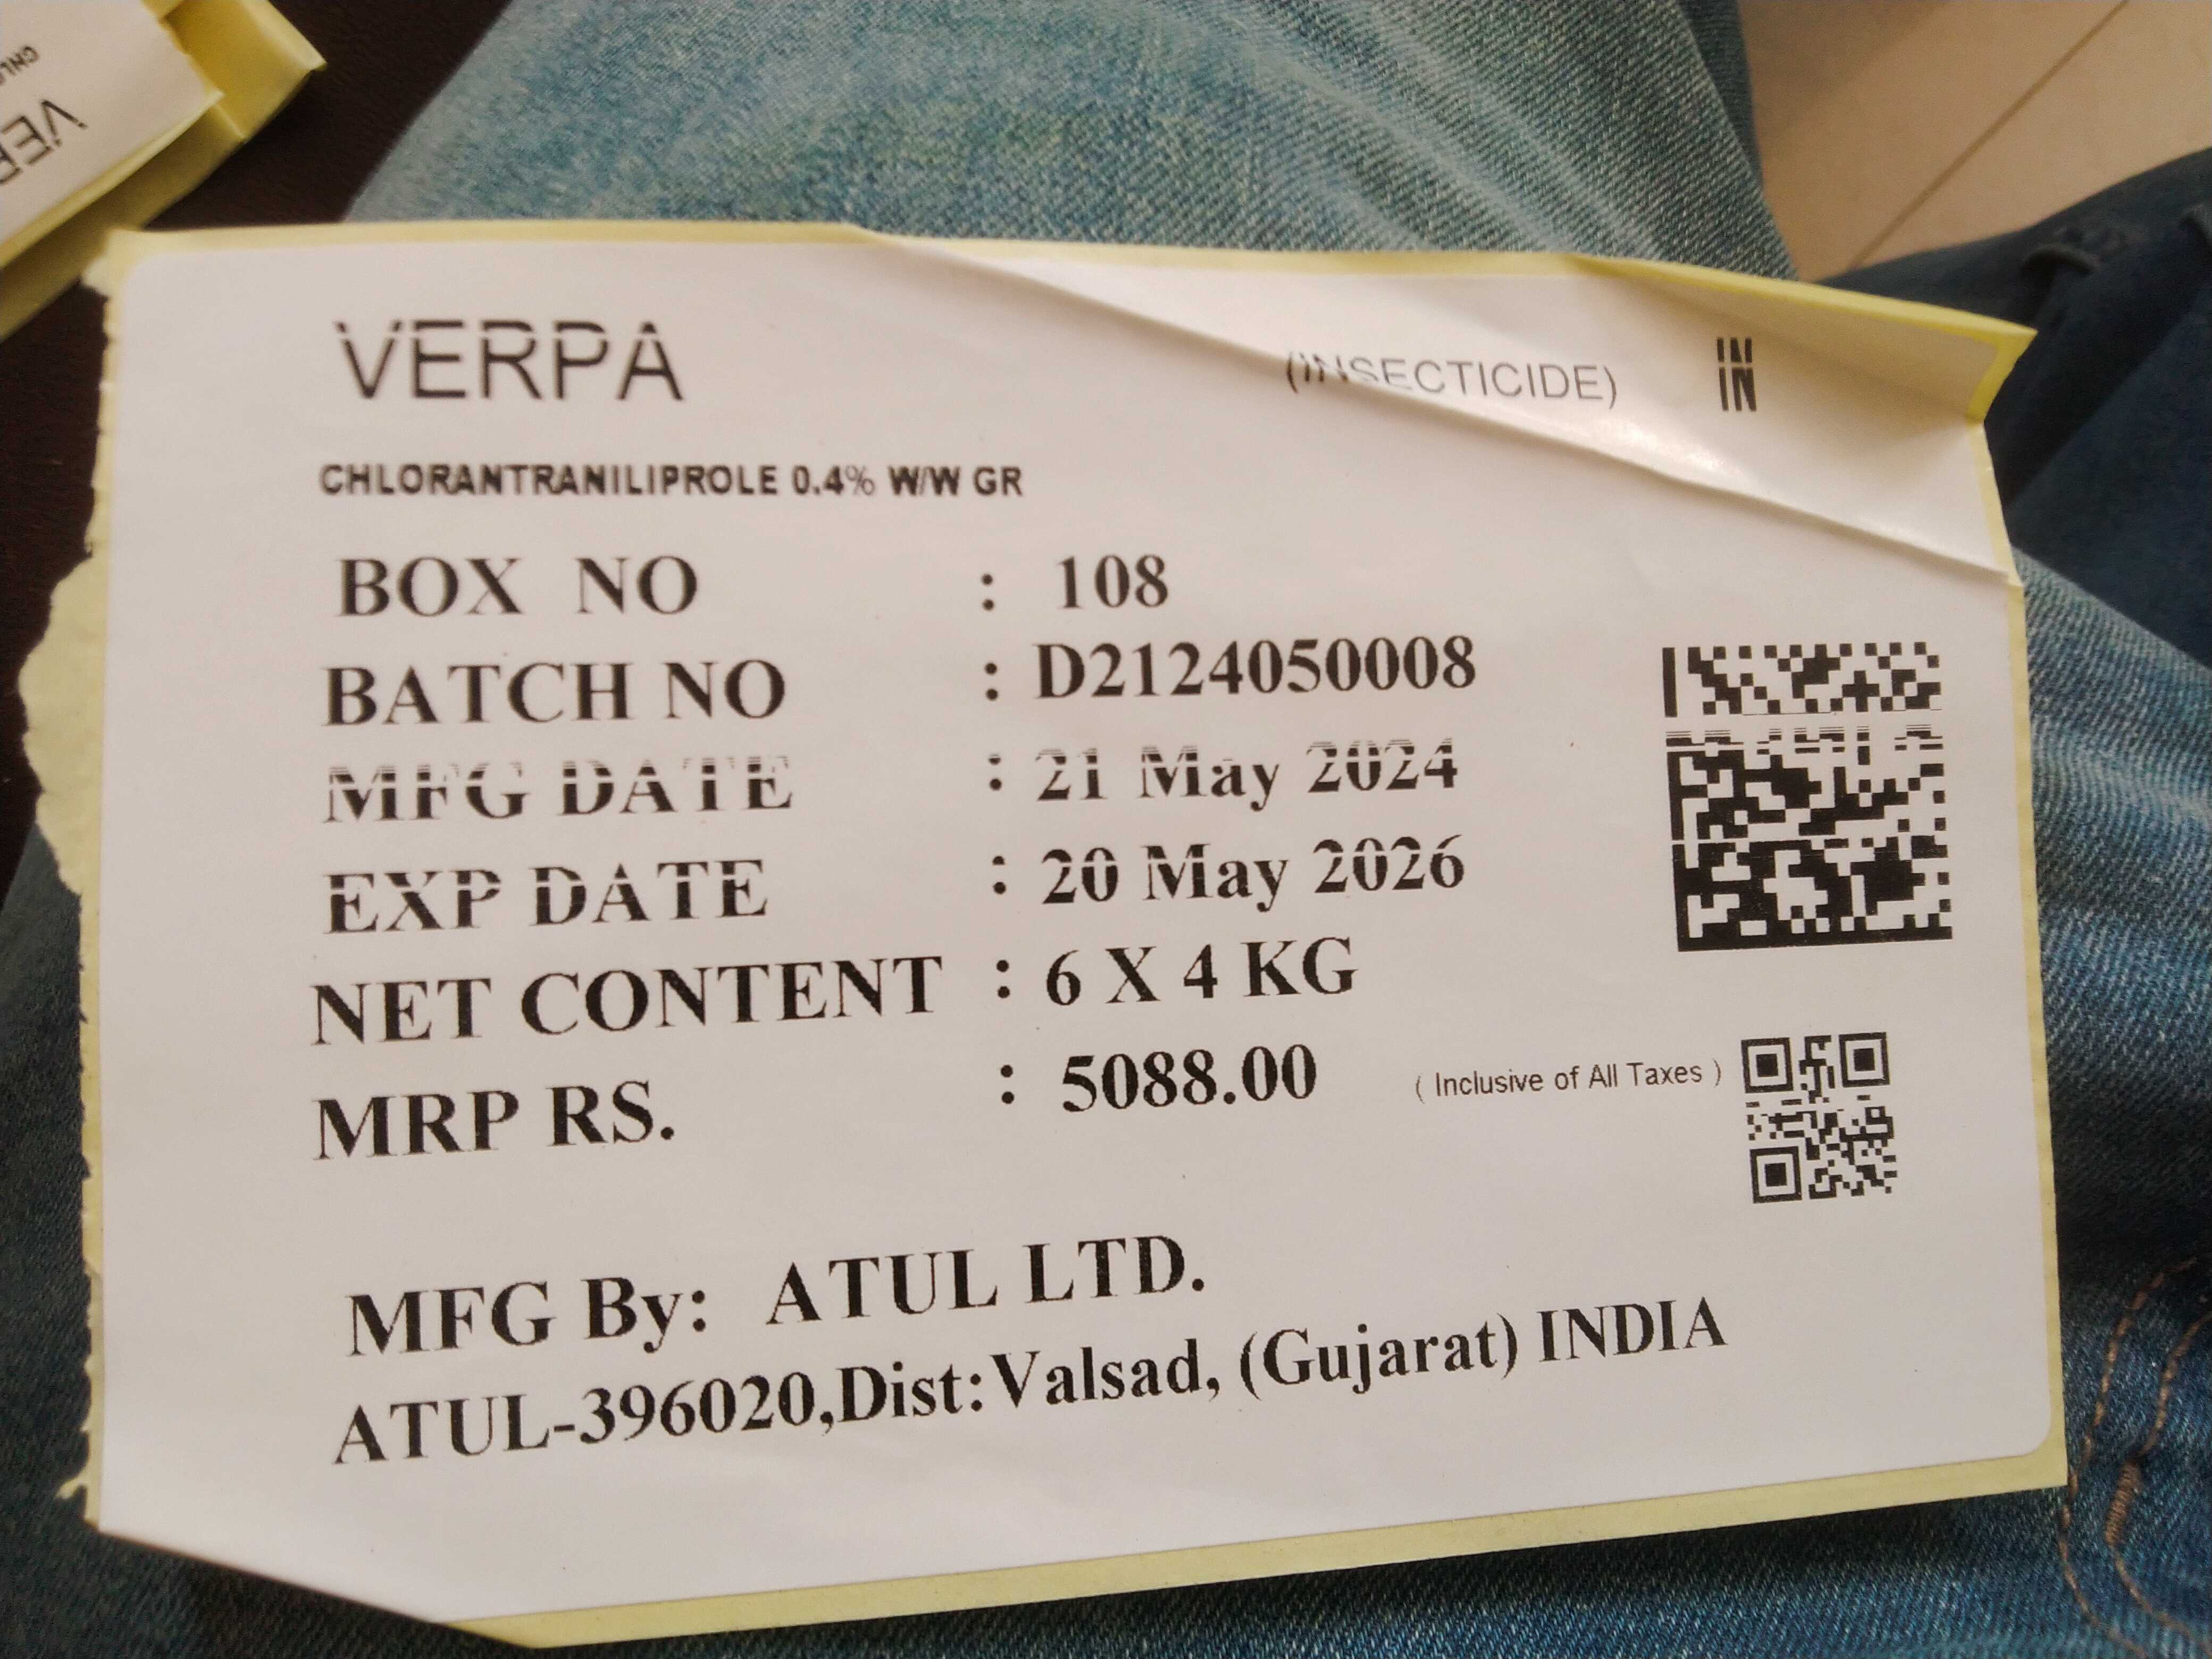 VERPA (INSECTICIDE) IN
CHLORANTRANILIPROLE 0.4% W/W GR
BOX NO : 108
BATCH NO : D2124050008
MFG DATE : 21 May 2024
EXP DATE : 20 May 2026
NET CONTENT : 6 X 4 KG
MRP RS. : 5088.00 ( Inclusive of All Taxes )
MFG By: ATUL LTD.
ATUL-396020,Dist:Valsad, (Gujarat) INDIA